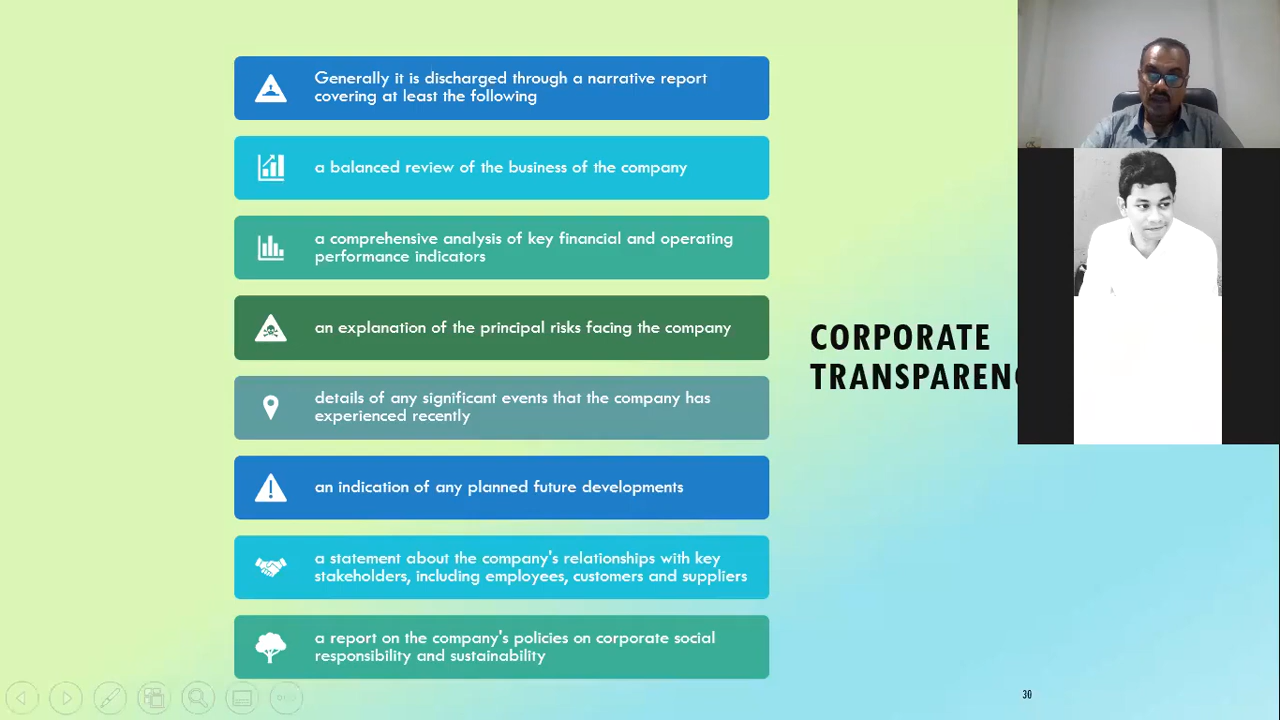 Generally it is discharged through a narrative report
covering at least the following
a balanced review of the business of the company
a comprehensive analysis of key financial and operating
performance indicators
an explanation of the principal risks facing the company
details of any significant events that the company has
experienced recently
an indication of any planned future developments
a statement about the company's relationships with key
stakeholders, including employees, customers and suppliers
a report on the company's policies on corporate social
responsibility and sustainability
CORPORATE
30